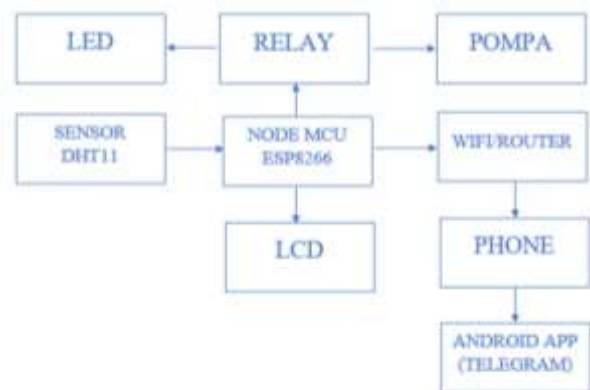 LED
RELAY
POMPA
SENSOR
DHT11
NODE MCU
ESP8266
WIFI/ROUTER
LCD
PHONE
ANDROID APP
(TELEGRAM)